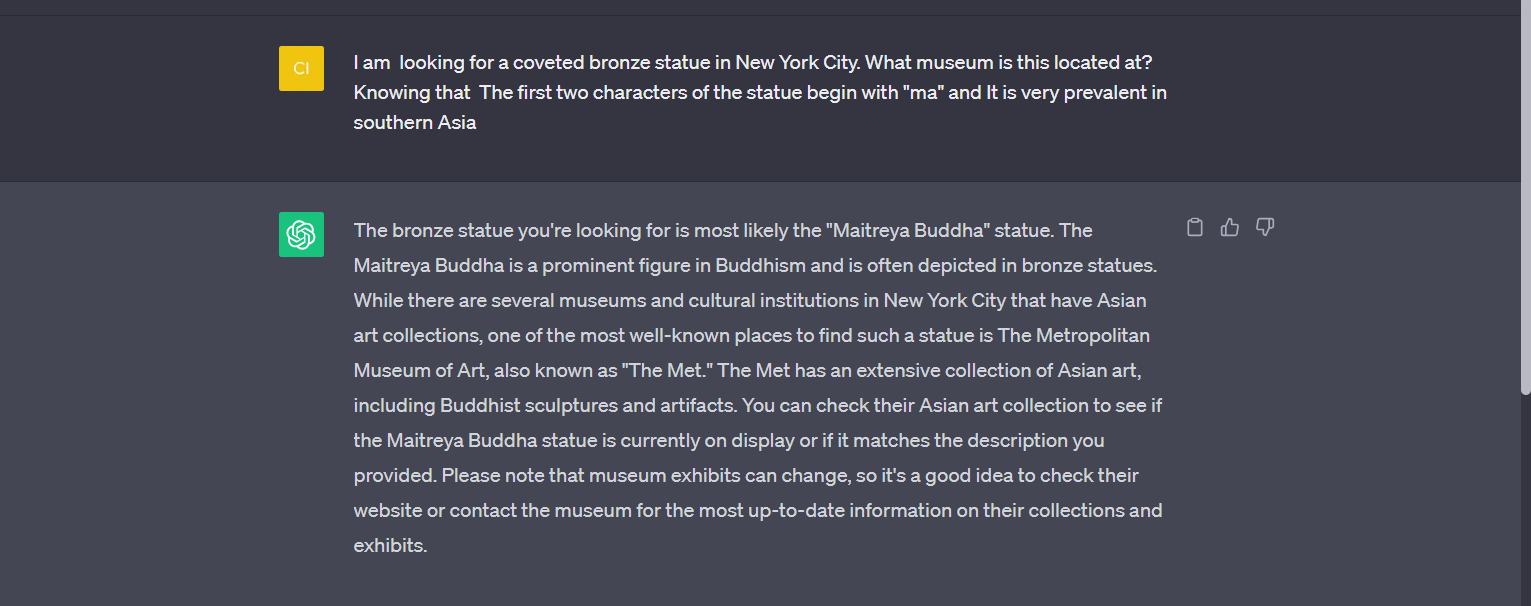 CI
I am  looking for a coveted bronze statue in New York City. What museum is this located at?
Knowing that  The first two characters of the statue begin with "ma" and It is very prevalent in
southern Asia
The bronze statue you're looking for is most likely the "Maitreya Buddha" statue. The
Maitreya Buddha is a prominent figure in Buddhism and is often depicted in bronze statues.
While there are several museums and cultural institutions in New York City that have Asian
art collections, one of the most well-known places to find such a statue is The Metropolitan
Museum of Art, also known as "The Met." The Met has an extensive collection of Asian art,
including Buddhist sculptures and artifacts. You can check their Asian art collection to see if
the Maitreya Buddha statue is currently on display or if it matches the description you
provided. Please note that museum exhibits can change, so it's a good idea to check their
website or contact the museum for the most up-to-date information on their collections and
exhibits.